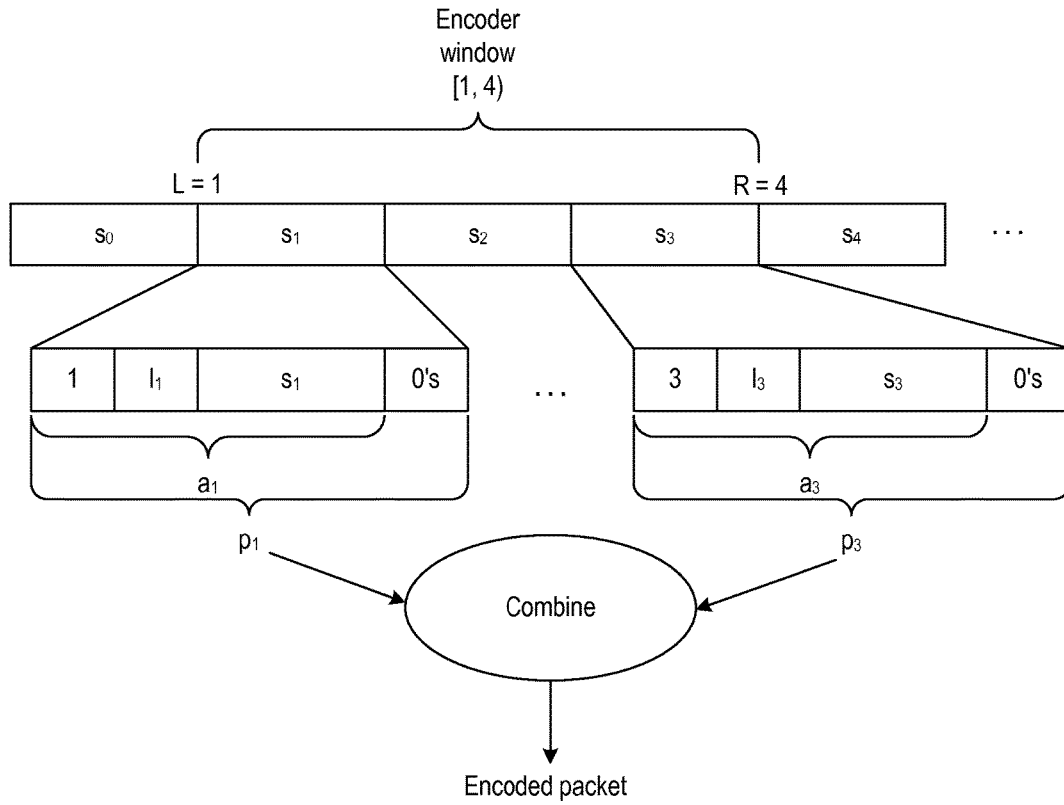 Encoder
window
[1, 4)
L = 1 R = 4
s₀ s₁ s₂ s₃ s₄ ...
1 l₁ s₁ 0's ... 3 l₃ s₃ 0's
a₁ a₃
p₁ p₃
Combine
Encoded packet